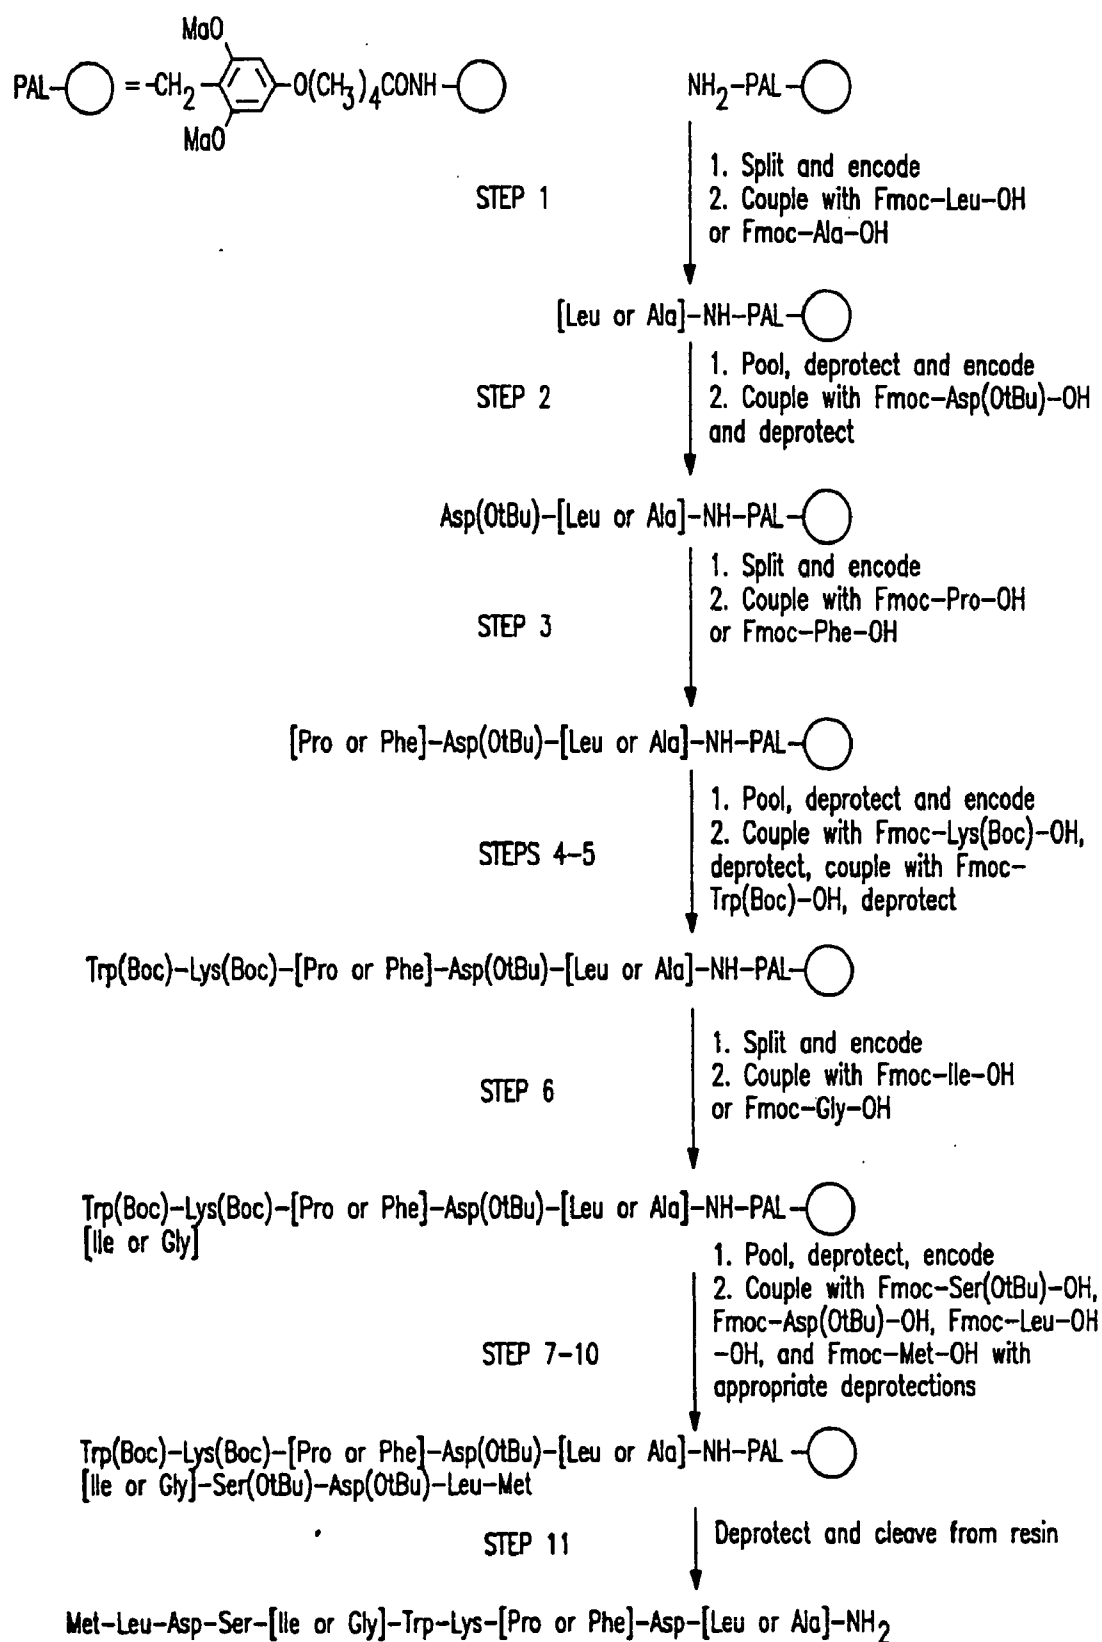 MaO
PAL- =-CH2- -O(CH3)4CONH-
MaO
NH2-PAL-
STEP 1
1. Split and encode
2. Couple with Fmoc-Leu-OH
or Fmoc-Ala-OH
[Leu or Ala]-NH-PAL-
STEP 2
1. Pool, deprotect and encode
2. Couple with Fmoc-Asp(OtBu)-OH
and deprotect
Asp(OtBu)-[Leu or Ala]-NH-PAL-
STEP 3
1. Split and encode
2. Couple with Fmoc-Pro-OH
or Fmoc-Phe-OH
[Pro or Phe]-Asp(OtBu)-[Leu or Ala]-NH-PAL-
STEPS 4-5
1. Pool, deprotect and encode
2. Couple with Fmoc-Lys(Boc)-OH,
deprotect, couple with Fmoc-
Trp(Boc)-OH, deprotect
Trp(Boc)-Lys(Boc)-[Pro or Phe]-Asp(OtBu)-[Leu or Ala]-NH-PAL-
STEP 6
1. Split and encode
2. Couple with Fmoc-Ile-OH
or Fmoc-Gly-OH
Trp(Boc)-Lys(Boc)-[Pro or Phe]-Asp(OtBu)-[Leu or Ala]-NH-PAL-
[Ile or Gly]
STEP 7-10
1. Pool, deprotect, encode
2. Couple with Fmoc-Ser(OtBu)-OH,
Fmoc-Asp(OtBu)-OH, Fmoc-Leu-OH
-OH, and Fmoc-Met-OH with
appropriate deprotections
Trp(Boc)-Lys(Boc)-[Pro or Phe]-Asp(OtBu)-[Leu or Ala]-NH-PAL-
[Ile or Gly]-Ser(OtBu)-Asp(OtBu)-Leu-Met
STEP 11
Deprotect and cleave from resin
Met-Leu-Asp-Ser-[Ile or Gly]-Trp-Lys-[Pro or Phe]-Asp-[Leu or Ala]-NH2